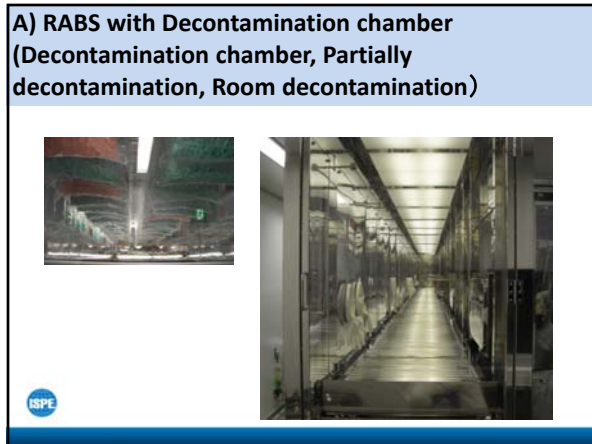 A) RABS with Decontamination chamber
(Decontamination chamber, Partially
decontamination, Room decontamination）
ISPE